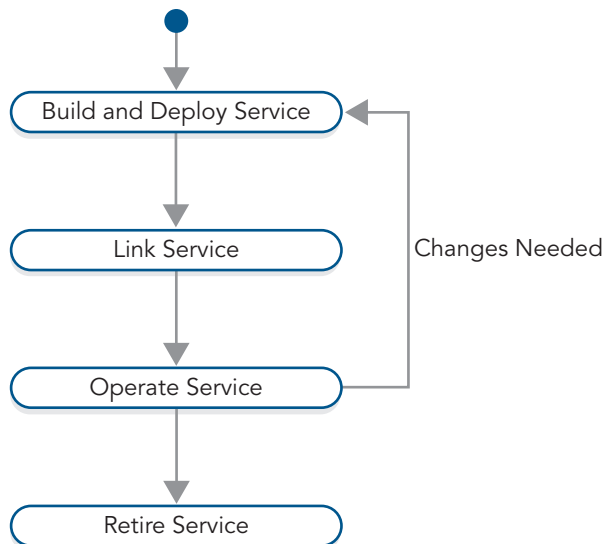 Build and Deploy Service
Link Service
Changes Needed
Operate Service
Retire Service